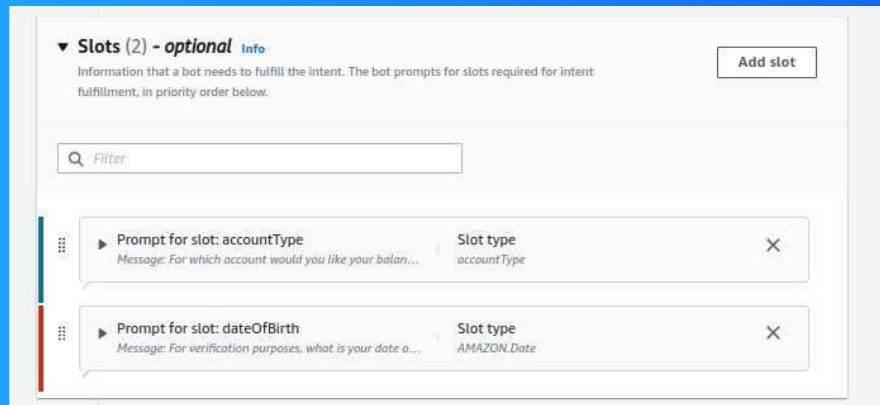 Slots (2) - optional Info
Information that a bot needs to fulfill the intent. The bot prompts for slots required for intent
fulfillment, in priority order below.
Add slot
Filter
Prompt for slot: accountType
Message: For which account would you like your balan...
Slot type
accountType
Prompt for slot: dateOfBirth
Message: For verification purposes, what is your date o...
Slot type
AMAZON.Date